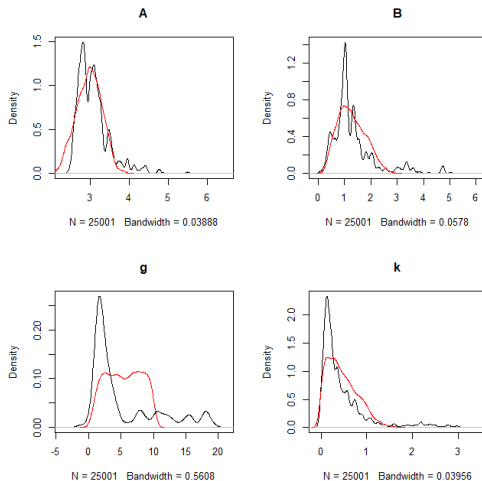 A
Density
0.0 0.5 1.0 1.5
3 4 5 6
N = 25001 Bandwidth = 0.03888
B
Density
0.0 0.4 0.8 1.2
0 1 2 3 4 5 6
N = 25001 Bandwidth = 0.0578
g
Density
0.00 0.10 0.20
-5 0 5 10 15 20
N = 25001 Bandwidth = 0.5608
k
Density
0.0 0.5 1.0 1.5 2.0
0 1 2 3
N = 25001 Bandwidth = 0.03956